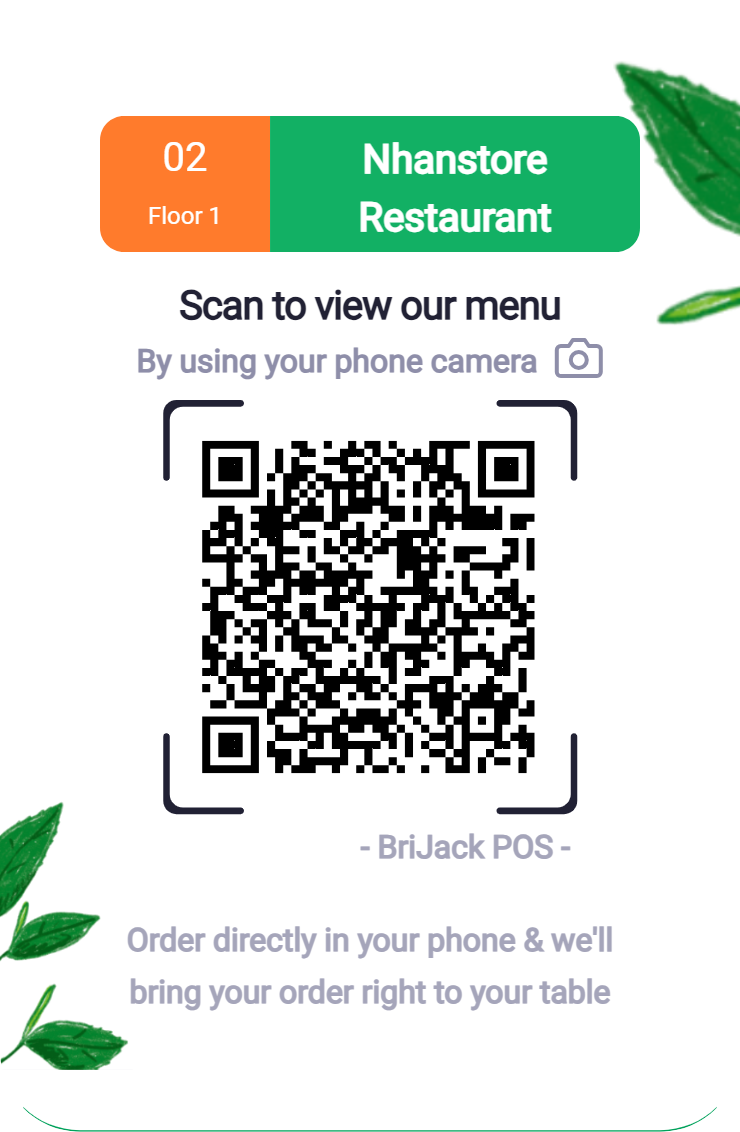 02
Floor 1
Nhanstore
Restaurant
Scan to view our menu
By using your phone camera
- BriJack POS -
Order directly in your phone & we'll
bring your order right to your table